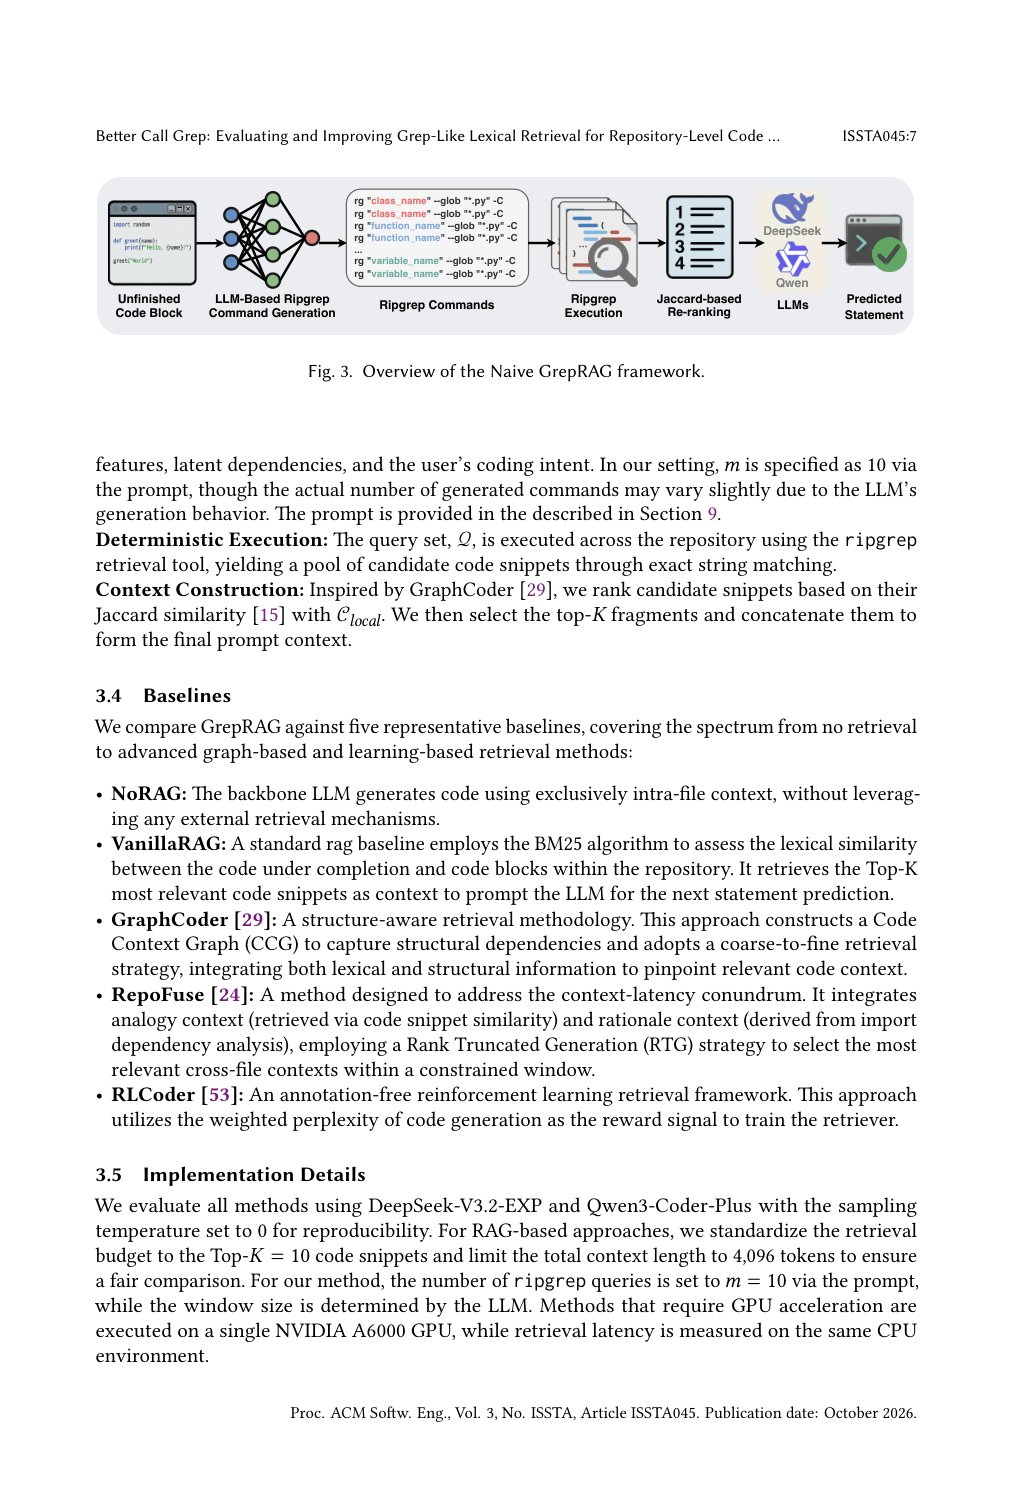 Better Call Grep: Evaluating and Improving Grep-Like Lexical Retrieval for Repository-Level Code ... ISSTA045:7
import random
def greet(name):
print(f"Hello, {name}!")
greet("World")
Unfinished
Code Block
LLM-Based Ripgrep
Command Generation
rg "class_name" --glob "*.py" -C
rg "class_name" --glob "*.py" -C
rg "function_name" --glob "*.py" -C
rg "function_name" --glob "*.py" -C
...
rg "variable_name" --glob "*.py" -C
rg "variable_name" --glob "*.py" -C
Ripgrep Commands
Ripgrep
Execution
1
2
3
4
Jaccard-based
Re-ranking
DeepSeek
Qwen
LLMs
Predicted
Statement
Fig. 3. Overview of the Naive GrepRAG framework.
features, latent dependencies, and the user's coding intent. In our setting, m is specified as 10 via
the prompt, though the actual number of generated commands may vary slightly due to the LLM's
generation behavior. The prompt is provided in the described in Section 9.
Deterministic Execution: The query set, 𝒬, is executed across the repository using the ripgrep
retrieval tool, yielding a pool of candidate code snippets through exact string matching.
Context Construction: Inspired by GraphCoder [29], we rank candidate snippets based on their
Jaccard similarity [15] with 𝒞local. We then select the top-K fragments and concatenate them to
form the final prompt context.
3.4 Baselines
We compare GrepRAG against five representative baselines, covering the spectrum from no retrieval
to advanced graph-based and learning-based retrieval methods:
• NoRAG: The backbone LLM generates code using exclusively intra-file context, without leverag-
ing any external retrieval mechanisms.
• VanillaRAG: A standard rag baseline employs the BM25 algorithm to assess the lexical similarity
between the code under completion and code blocks within the repository. It retrieves the Top-K
most relevant code snippets as context to prompt the LLM for the next statement prediction.
• GraphCoder [29]: A structure-aware retrieval methodology. This approach constructs a Code
Context Graph (CCG) to capture structural dependencies and adopts a coarse-to-fine retrieval
strategy, integrating both lexical and structural information to pinpoint relevant code context.
• RepoFuse [24]: A method designed to address the context-latency conundrum. It integrates
analogy context (retrieved via code snippet similarity) and rationale context (derived from import
dependency analysis), employing a Rank Truncated Generation (RTG) strategy to select the most
relevant cross-file contexts within a constrained window.
• RLCoder [53]: An annotation-free reinforcement learning retrieval framework. This approach
utilizes the weighted perplexity of code generation as the reward signal to train the retriever.
3.5 Implementation Details
We evaluate all methods using DeepSeek-V3.2-EXP and Qwen3-Coder-Plus with the sampling
temperature set to 0 for reproducibility. For RAG-based approaches, we standardize the retrieval
budget to the Top-K = 10 code snippets and limit the total context length to 4,096 tokens to ensure
a fair comparison. For our method, the number of ripgrep queries is set to m = 10 via the prompt,
while the window size is determined by the LLM. Methods that require GPU acceleration are
executed on a single NVIDIA A6000 GPU, while retrieval latency is measured on the same CPU
environment.
Proc. ACM Softw. Eng., Vol. 3, No. ISSTA, Article ISSTA045. Publication date: October 2026.